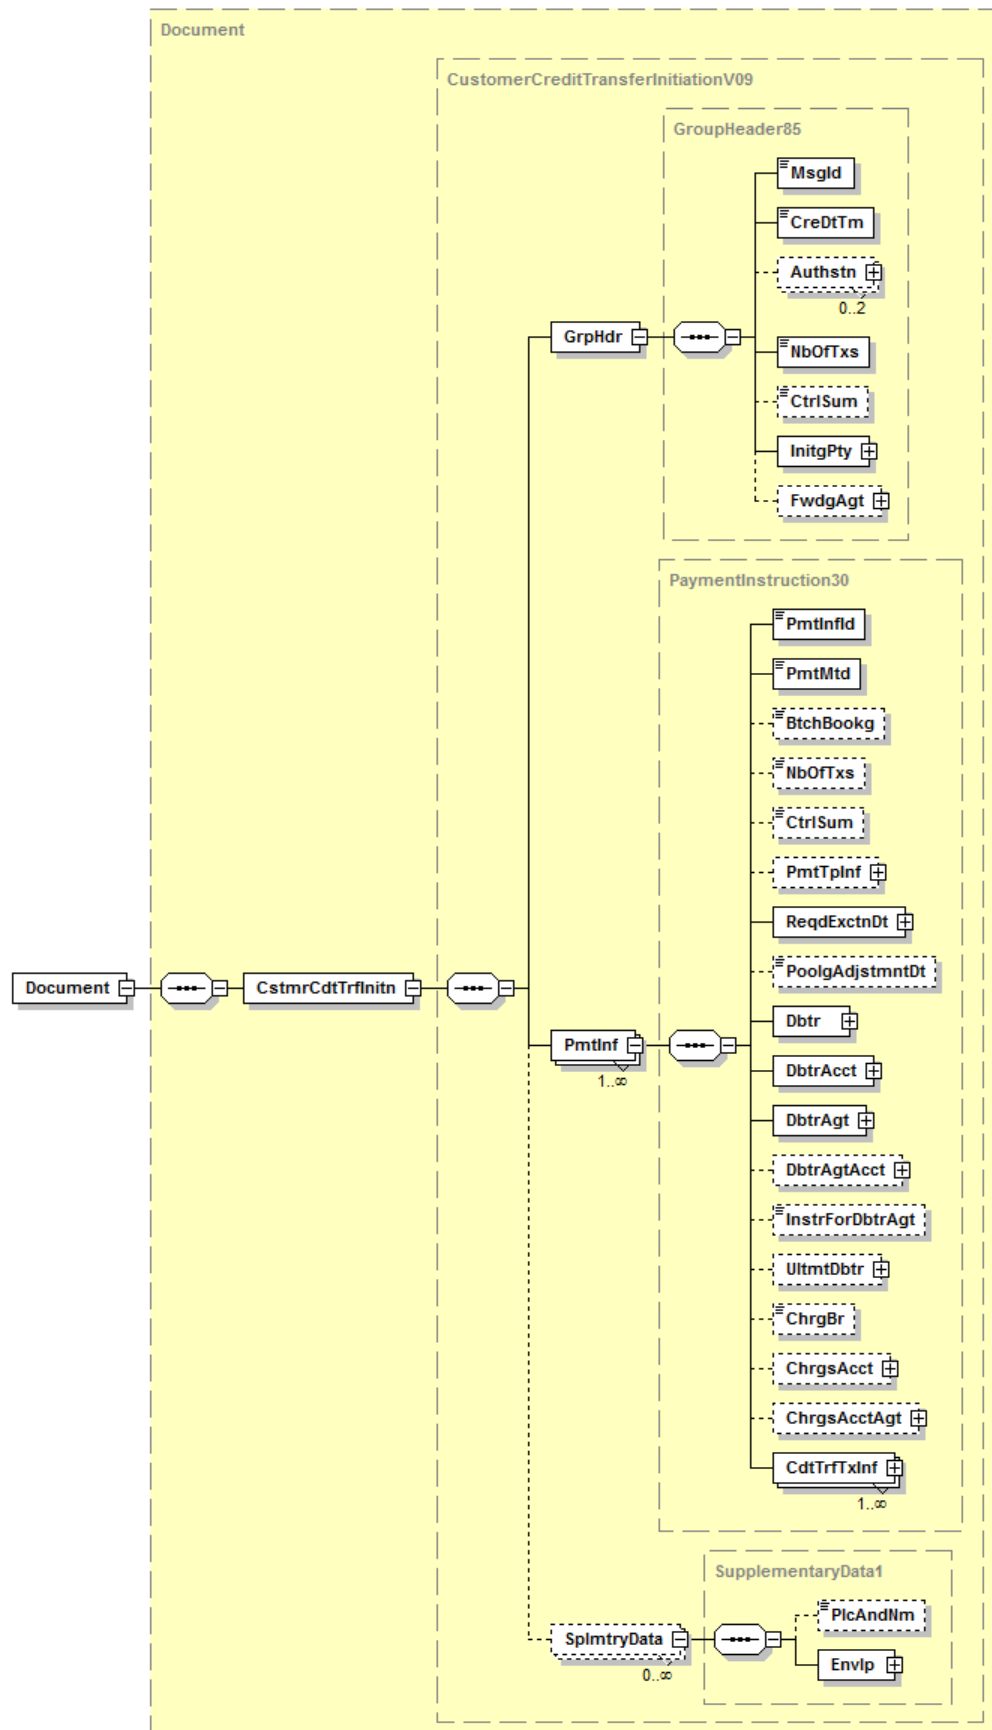 Document
CustomerCreditTransferInitiationV09
GroupHeader85
MsgId
CreDtTm
Authstn
0..2
GrpHdr
NbOfTxs
CtrlSum
InitgPty
FwdgAgt
PaymentInstruction30
PmtInfId
PmtMtd
BtchBookg
NbOfTxs
CtrlSum
PmtTpInf
ReqdExctnDt
PoolgAdjstmntDt
Document
CstmrCdtTrfInitn
Dbtr
PmtInf
1..∞
DbtrAcct
DbtrAgt
DbtrAgtAcct
InstrForDbtrAgt
UltmtDbtr
ChrgBr
ChrgsAcct
ChrgsAcctAgt
CdtTrfTxInf
1..∞
SupplementaryData1
PlcAndNm
SplmtryData
0..∞
Envlp